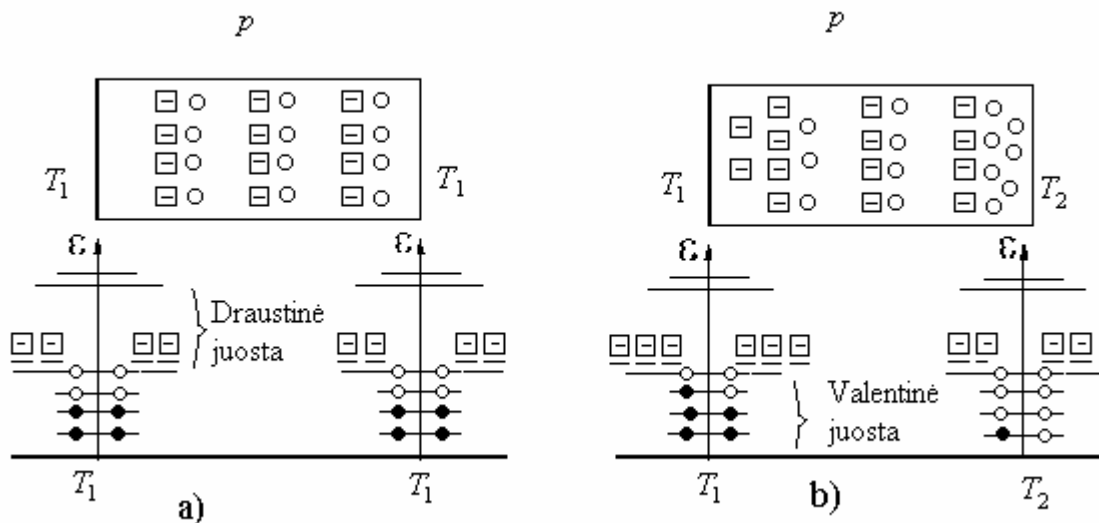 p
p
T₁
T₁
T₁
T₂
ε
ε
ε
ε
Draustinė
juosta
Valentinė
juosta
T₁
T₁
T₁
T₂
a)
b)